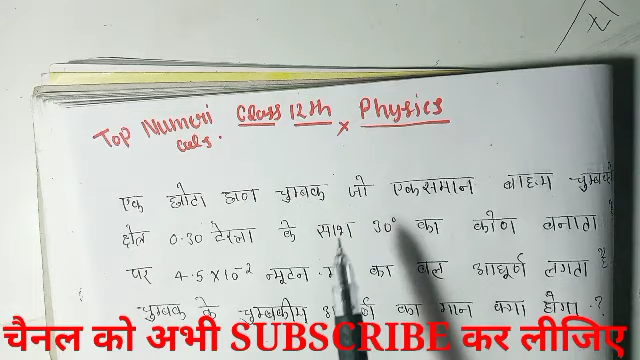 Top Numericals. Class 12th x Physics
एक छोटा छड़ चुम्बक जो एकसमान बाह्य
क्षेत्र 0.30 टेस्ला के साथ 30° का कोण बनाता है
पर 4.5 X 10⁻² न्यूटन का बल आघूर्ण लगता है
चुम्बक के चुम्बकीय का मान क्या होगा ?
चैनल को अभी SUBSCRIBE कर लीजिए